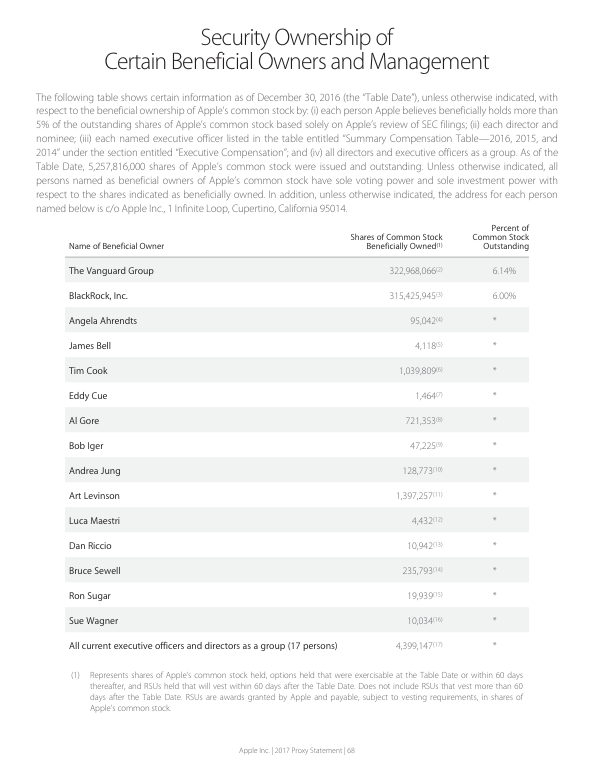 Security Ownership of
Certain Beneficial Owners and Management
The following table shows certain information as of December 30, 2016 (the “Table Date”), unless otherwise indicated, with
respect to the beneficial ownership of Apple’s common stock by: (i) each person Apple believes beneficially holds more than
5% of the outstanding shares of Apple’s common stock based solely on Apple’s review of SEC filings; (ii) each director and
nominee; (iii) each named executive officer listed in the table entitled “Summary Compensation Table—2016, 2015, and
2014” under the section entitled “Executive Compensation”; and (iv) all directors and executive officers as a group. As of the
Table Date, 5,257,816,000 shares of Apple’s common stock were issued and outstanding. Unless otherwise indicated, all
persons named as beneficial owners of Apple’s common stock have sole voting power and sole investment power with
respect to the shares indicated as beneficially owned. In addition, unless otherwise indicated, the address for each person
named below is c/o Apple Inc., 1 Infinite Loop, Cupertino, California 95014.
Name of Beneficial Owner Shares of Common Stock Beneficially Owned(1) Percent of Common Stock Outstanding
The Vanguard Group 322,968,066(2) 6.14%
BlackRock, Inc. 315,425,945(3) 6.00%
Angela Ahrendts 95,042(4) *
James Bell 4,118(5) *
Tim Cook 1,039,809(6) *
Eddy Cue 1,464(7) *
Al Gore 721,353(8) *
Bob Iger 47,225(9) *
Andrea Jung 128,773(10) *
Art Levinson 1,397,257(11) *
Luca Maestri 4,432(12) *
Dan Riccio 10,942(13) *
Bruce Sewell 235,793(14) *
Ron Sugar 19,939(15) *
Sue Wagner 10,034(16) *
All current executive officers and directors as a group (17 persons) 4,399,147(17) *
(1) Represents shares of Apple’s common stock held, options held that were exercisable at the Table Date or within 60 days
thereafter, and RSUs held that will vest within 60 days after the Table Date. Does not include RSUs that vest more than 60
days after the Table Date. RSUs are awards granted by Apple and payable, subject to vesting requirements, in shares of
Apple’s common stock.
Apple Inc. | 2017 Proxy Statement | 68